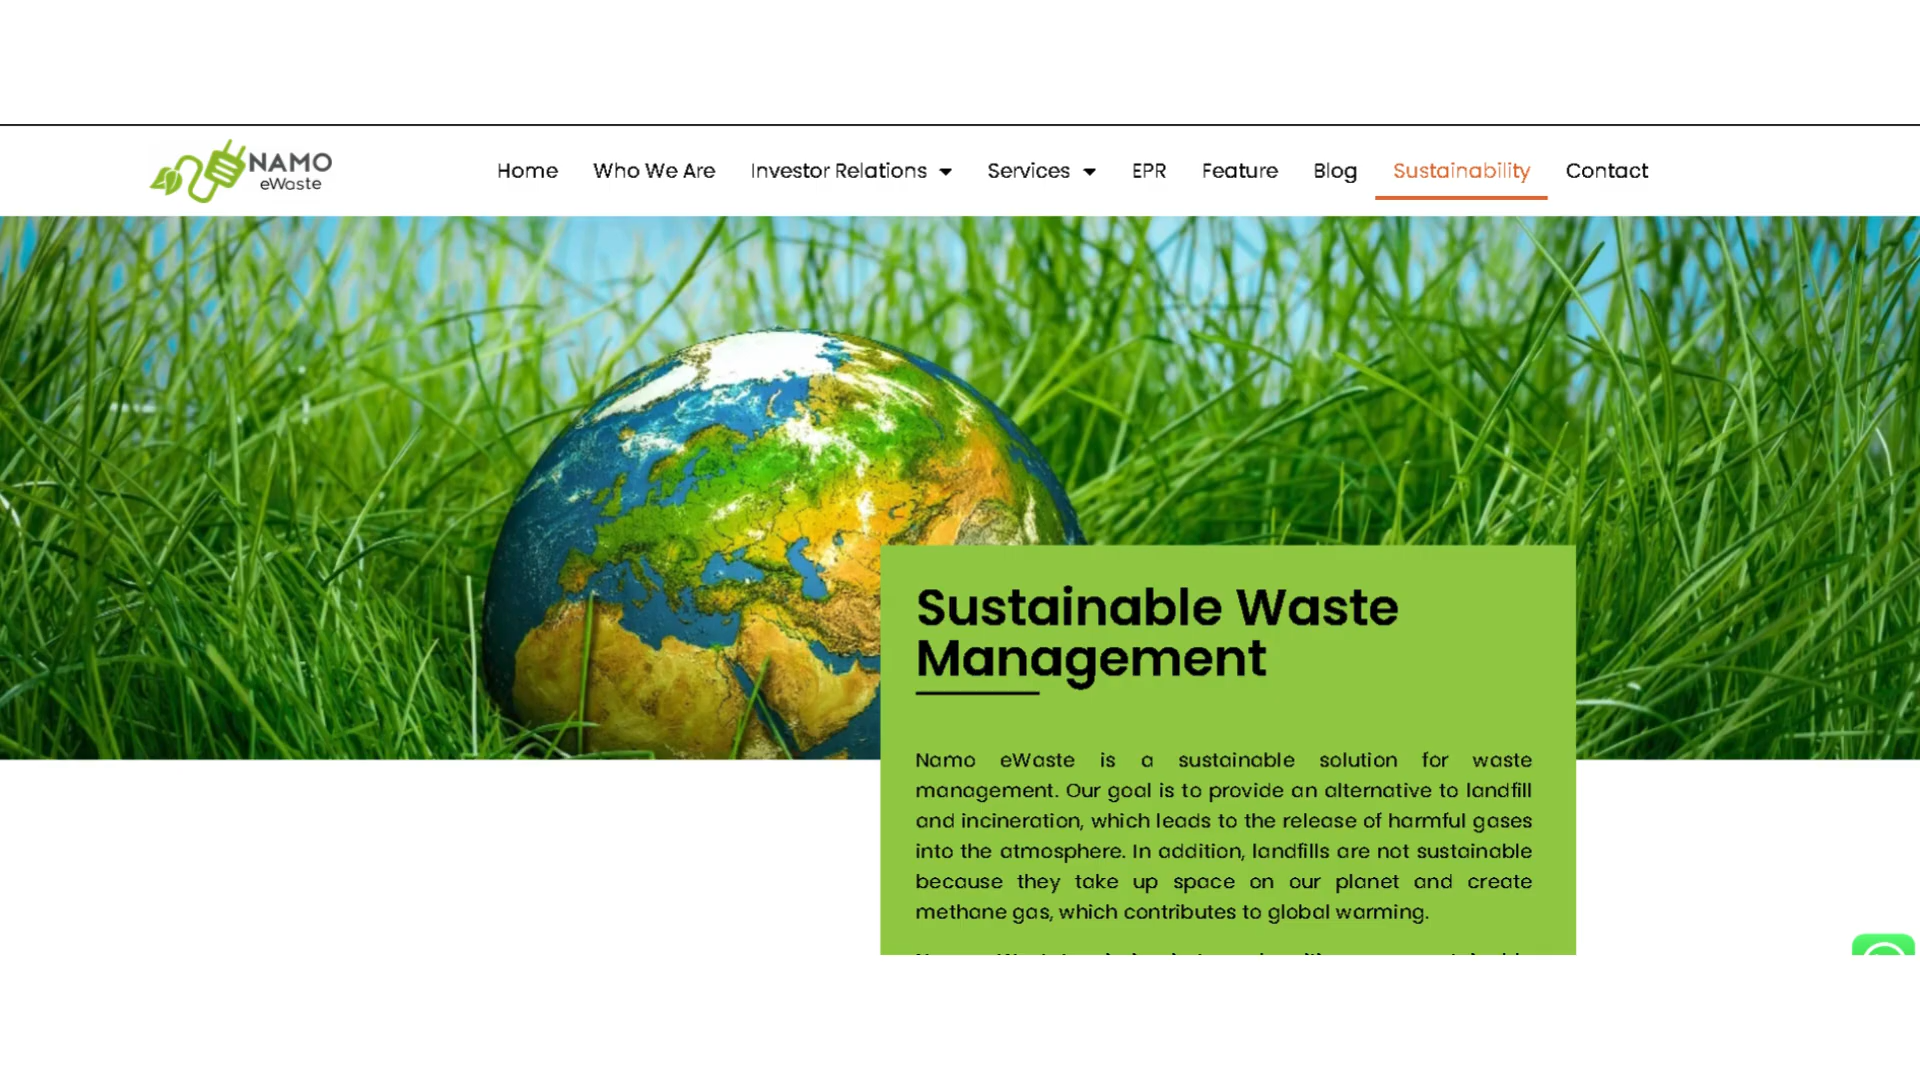 NAMO
eWaste
Home Who We Are Investor Relations Services EPR Feature Blog Sustainability Contact
Sustainable Waste
Management
Namo eWaste is a sustainable solution for waste
management. Our goal is to provide an alternative to landfill
and incineration, which leads to the release of harmful gases
into the atmosphere. In addition, landfills are not sustainable
because they take up space on our planet and create
methane gas, which contributes to global warming.